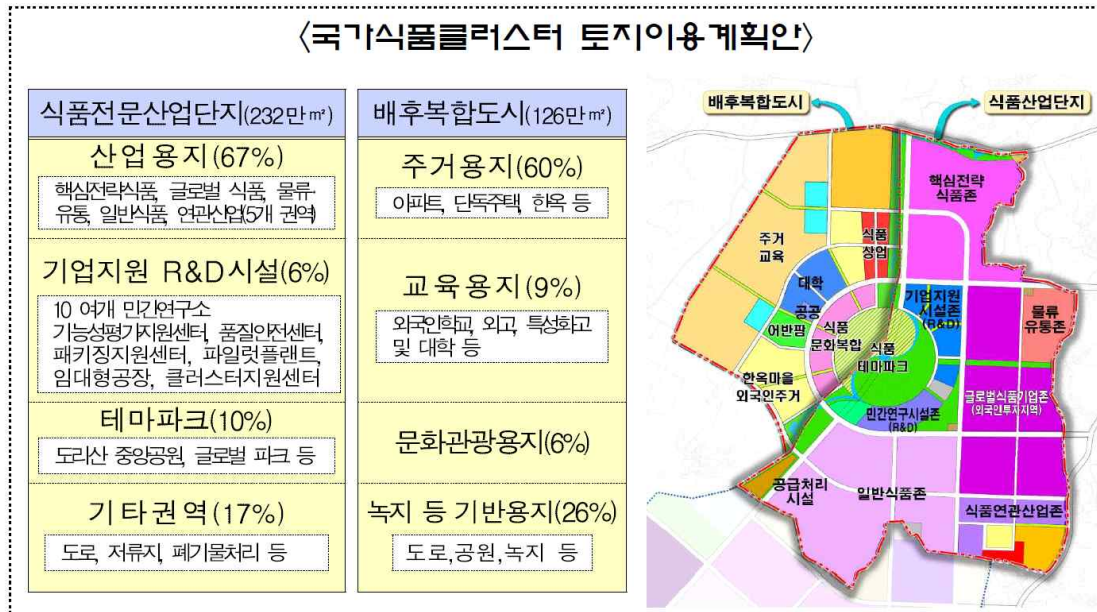 〈국가식품클러스터 토지이용계획안〉
식품전문산업단지(232만㎡)
산업용지(67%)
핵심전략식품, 글로벌 식품, 물류·
유통, 일반식품, 연관산업(5개 권역)
기업지원 R&D시설(6%)
10 여개 민간연구소
기능성평가지원센터, 품질안전센터,
패키징지원센터, 파일럿플랜트,
임대형공장, 클러스터지원센터
테마파크(10%)
도라산 중앙공원, 글로벌 파크 등
기타권역(17%)
도로, 저류지, 폐기물처리 등
배후복합도시(126만㎡)
주거용지(60%)
아파트, 단독주택, 한옥 등
교육용지(9%)
외국인학교, 외고, 특성화고
및 대학 등
문화관광용지(6%)
녹지 등 기반용지(26%)
도로,공원,녹지 등
배후복합도시
식품산업단지
핵심전략
식품존
주거
교육
식품
상업
대학
공공
어반팜
식품
문화복합
식품
테마파크
기업지원
시설존
(R&D)
물류
유통존
한옥마을
외국인주거
민간연구시설존
(R&D)
글로벌식품기업존
(외국인투자지역)
공급처리
시설
일반식품존
식품연관산업존